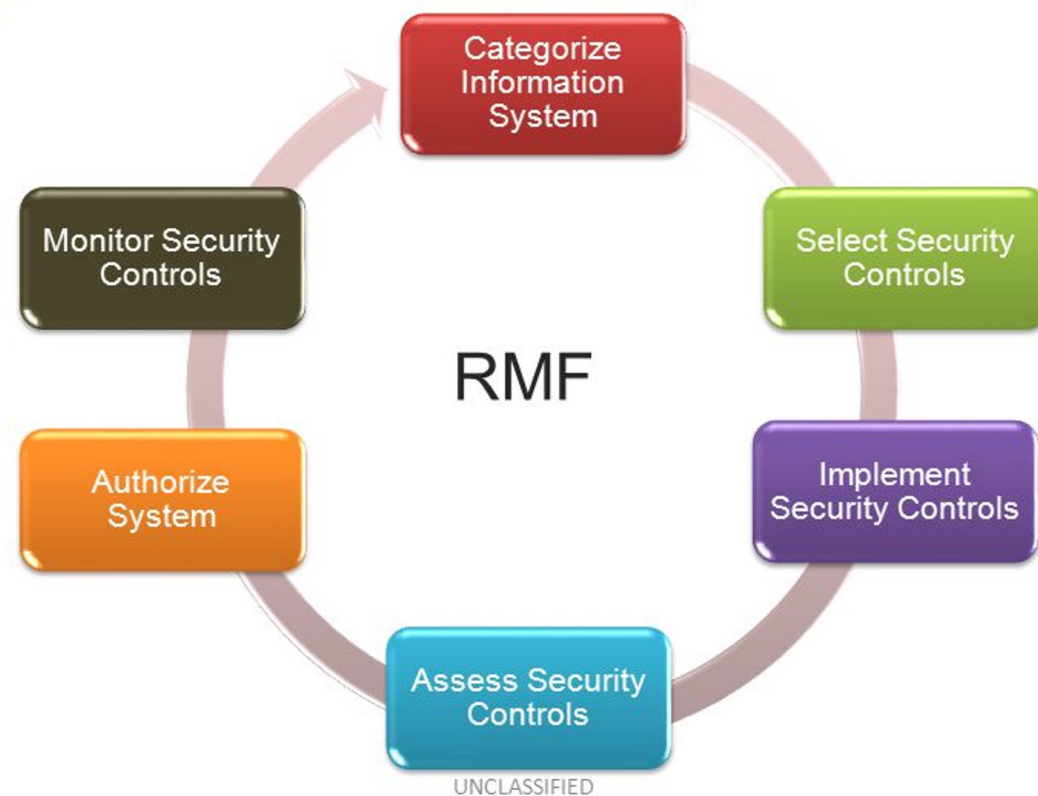 Categorize
Information
System
Select Security
Controls
Implement
Security Controls
Assess Security
Controls
Authorize
System
Monitor Security
Controls
RMF
UNCLASSIFIED